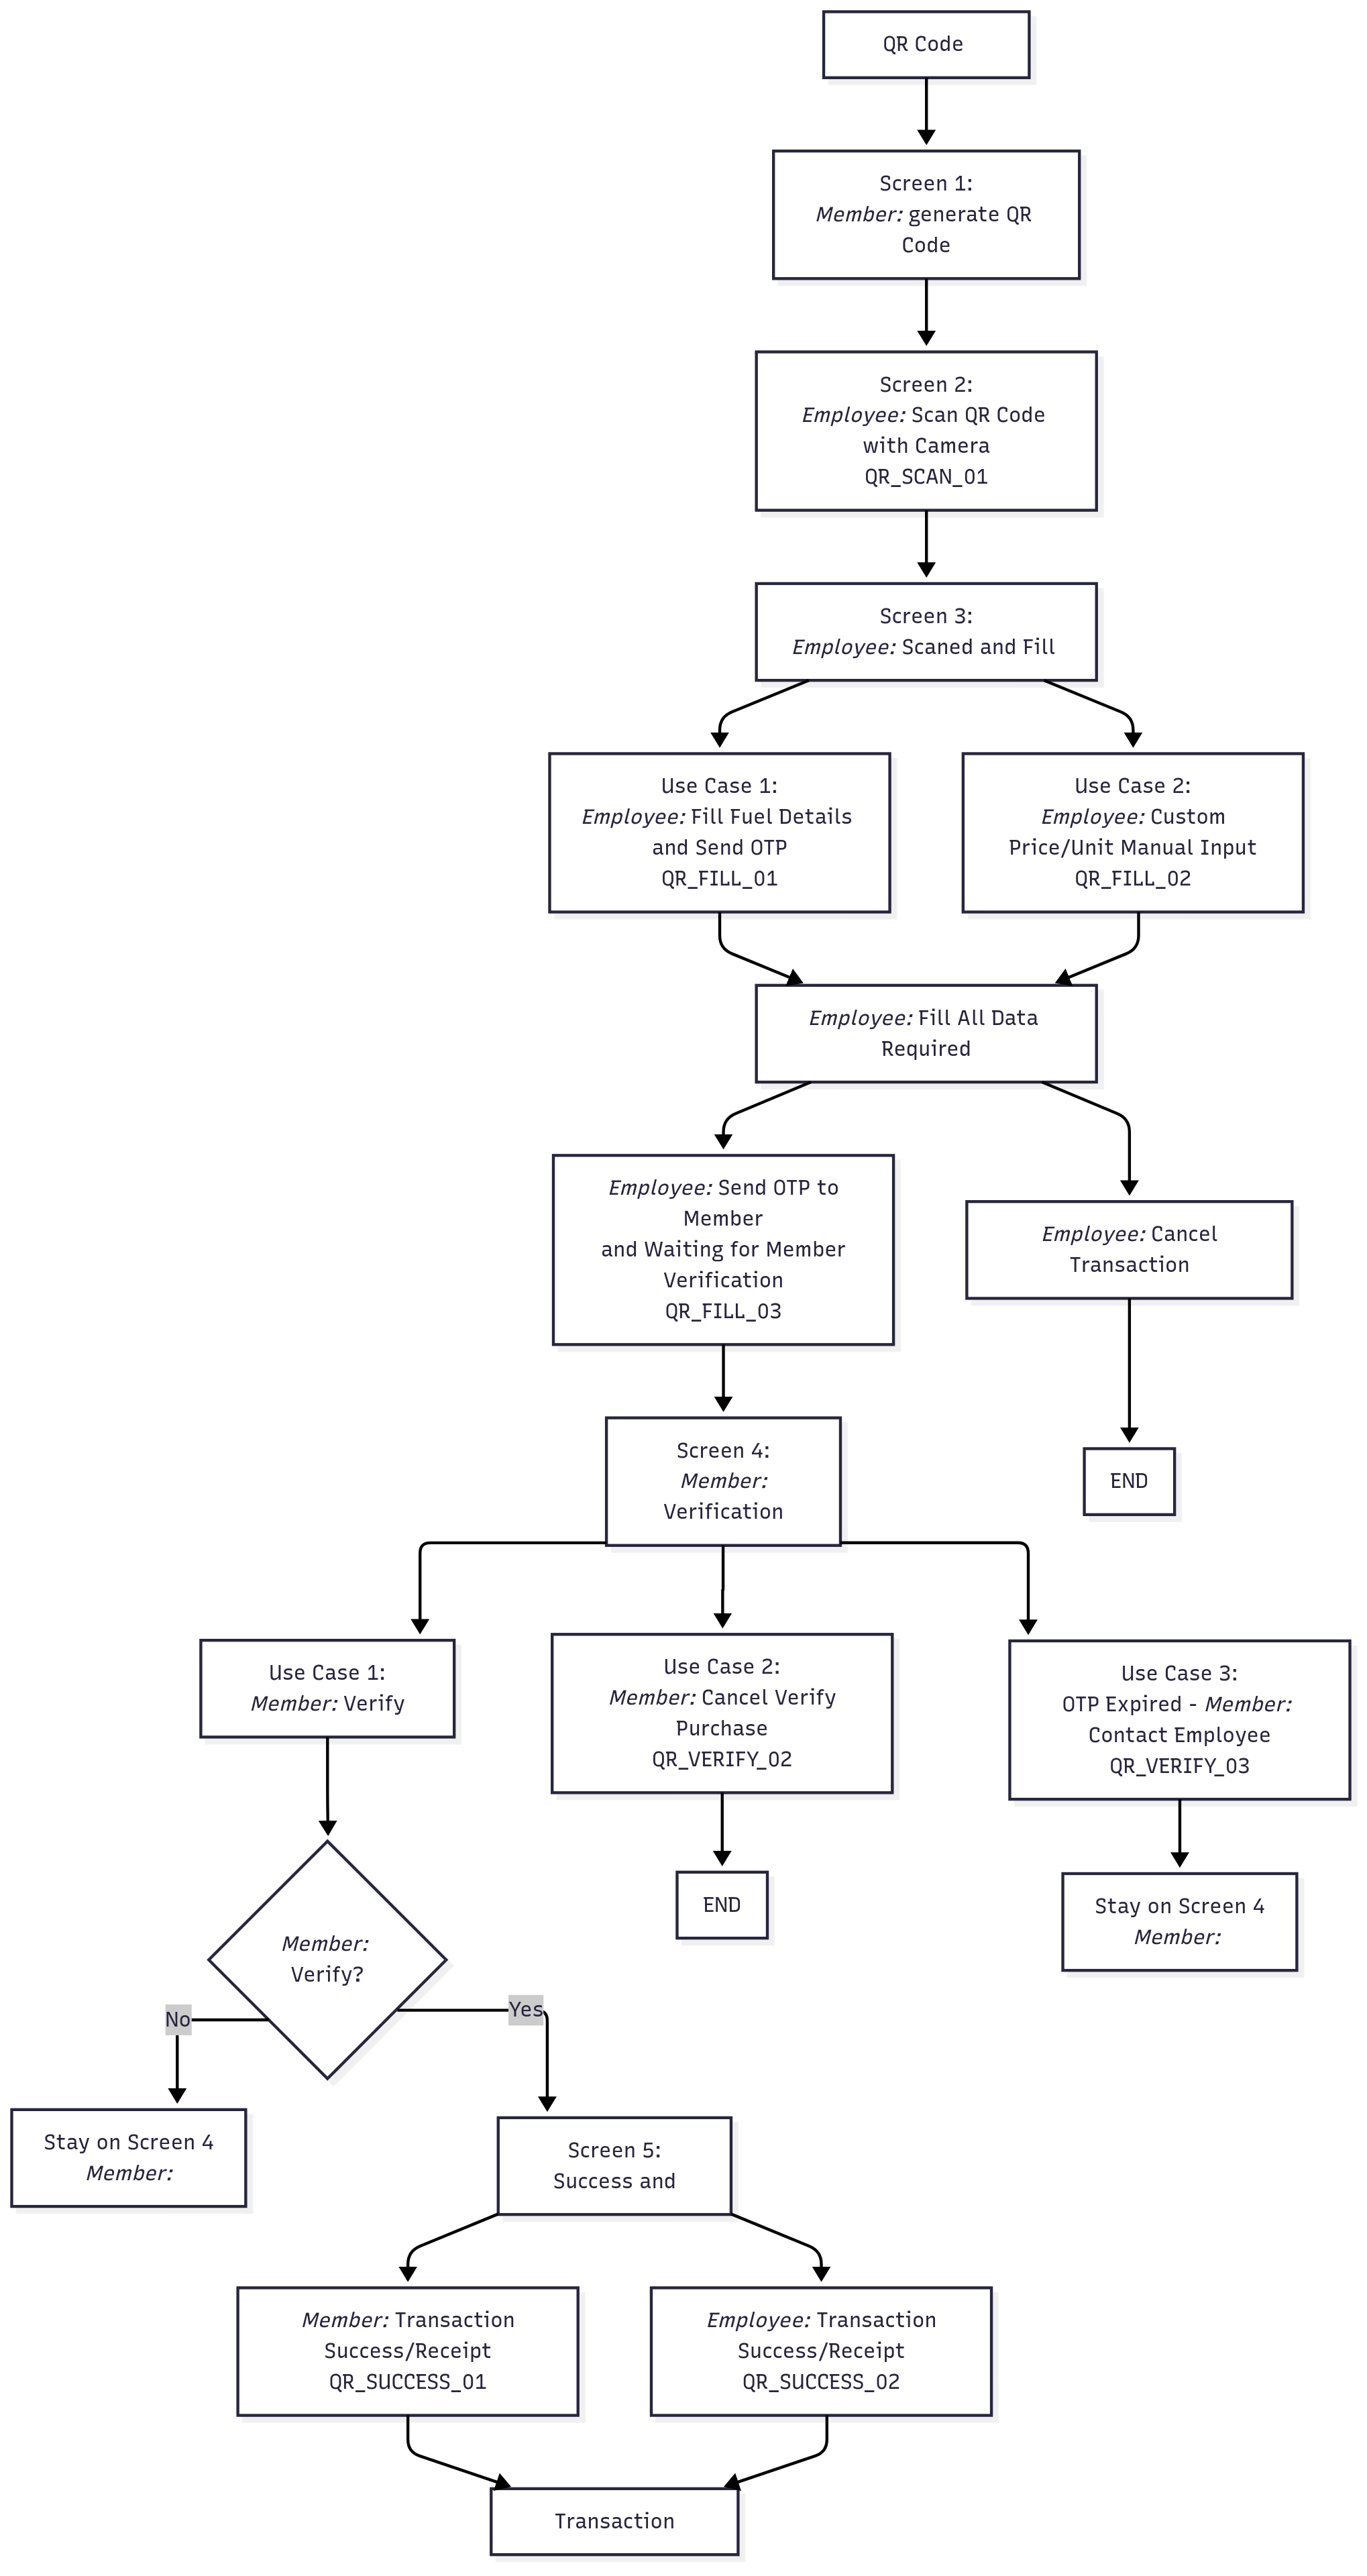 QR Code
Screen 1:
Member: generate QR
Code
Screen 2:
Employee: Scan QR Code
with Camera
QR_SCAN_01
Screen 3:
Employee: Scaned and Fill
Use Case 1:
Employee: Fill Fuel Details
and Send OTP
QR_FILL_01
Use Case 2:
Employee: Custom
Price/Unit Manual Input
QR_FILL_02
Employee: Fill All Data
Required
Employee: Send OTP to
Member
and Waiting for Member
Verification
QR_FILL_03
Employee: Cancel
Transaction
END
Screen 4:
Member:
Verification
Use Case 1:
Member: Verify
Use Case 2:
Member: Cancel Verify
Purchase
QR_VERIFY_02
Use Case 3:
OTP Expired - Member:
Contact Employee
QR_VERIFY_03
END
Stay on Screen 4
Member:
Member:
Verify?
No
Yes
Stay on Screen 4
Member:
Screen 5:
Success and
Member: Transaction
Success/Receipt
QR_SUCCESS_01
Employee: Transaction
Success/Receipt
QR_SUCCESS_02
Transaction